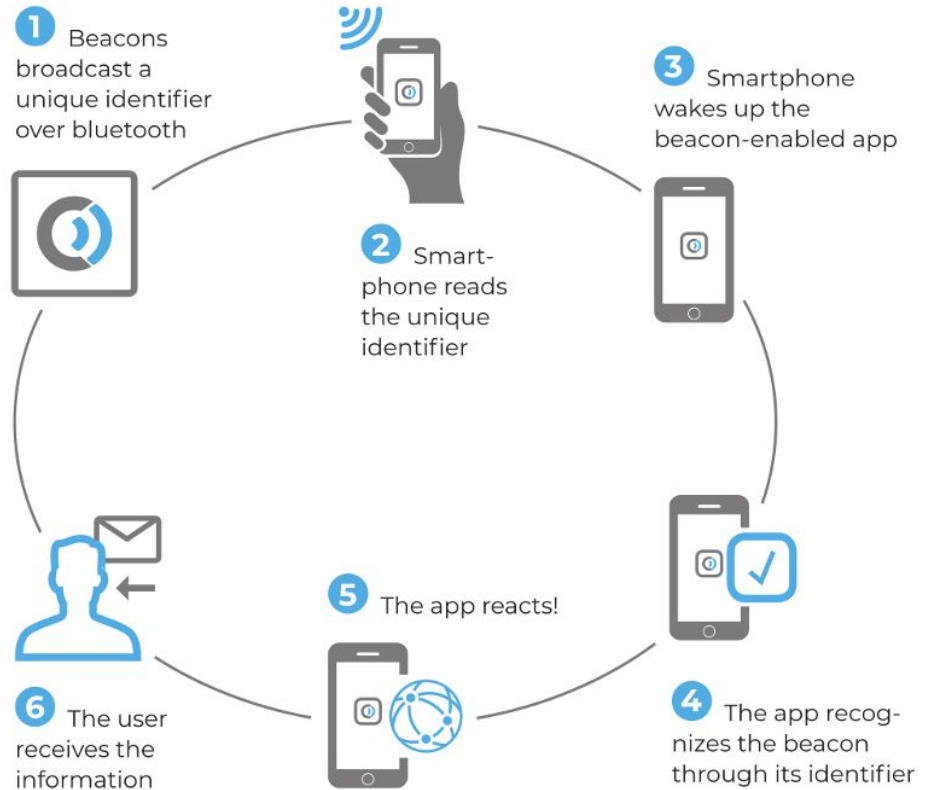 1 Beacons
broadcast a
unique identifier
over bluetooth
2 Smart-
phone reads
the unique
identifier
3 Smartphone
wakes up the
beacon-enabled app
4 The app recog-
nizes the beacon
through its identifier
5 The app reacts!
6 The user
receives the
information